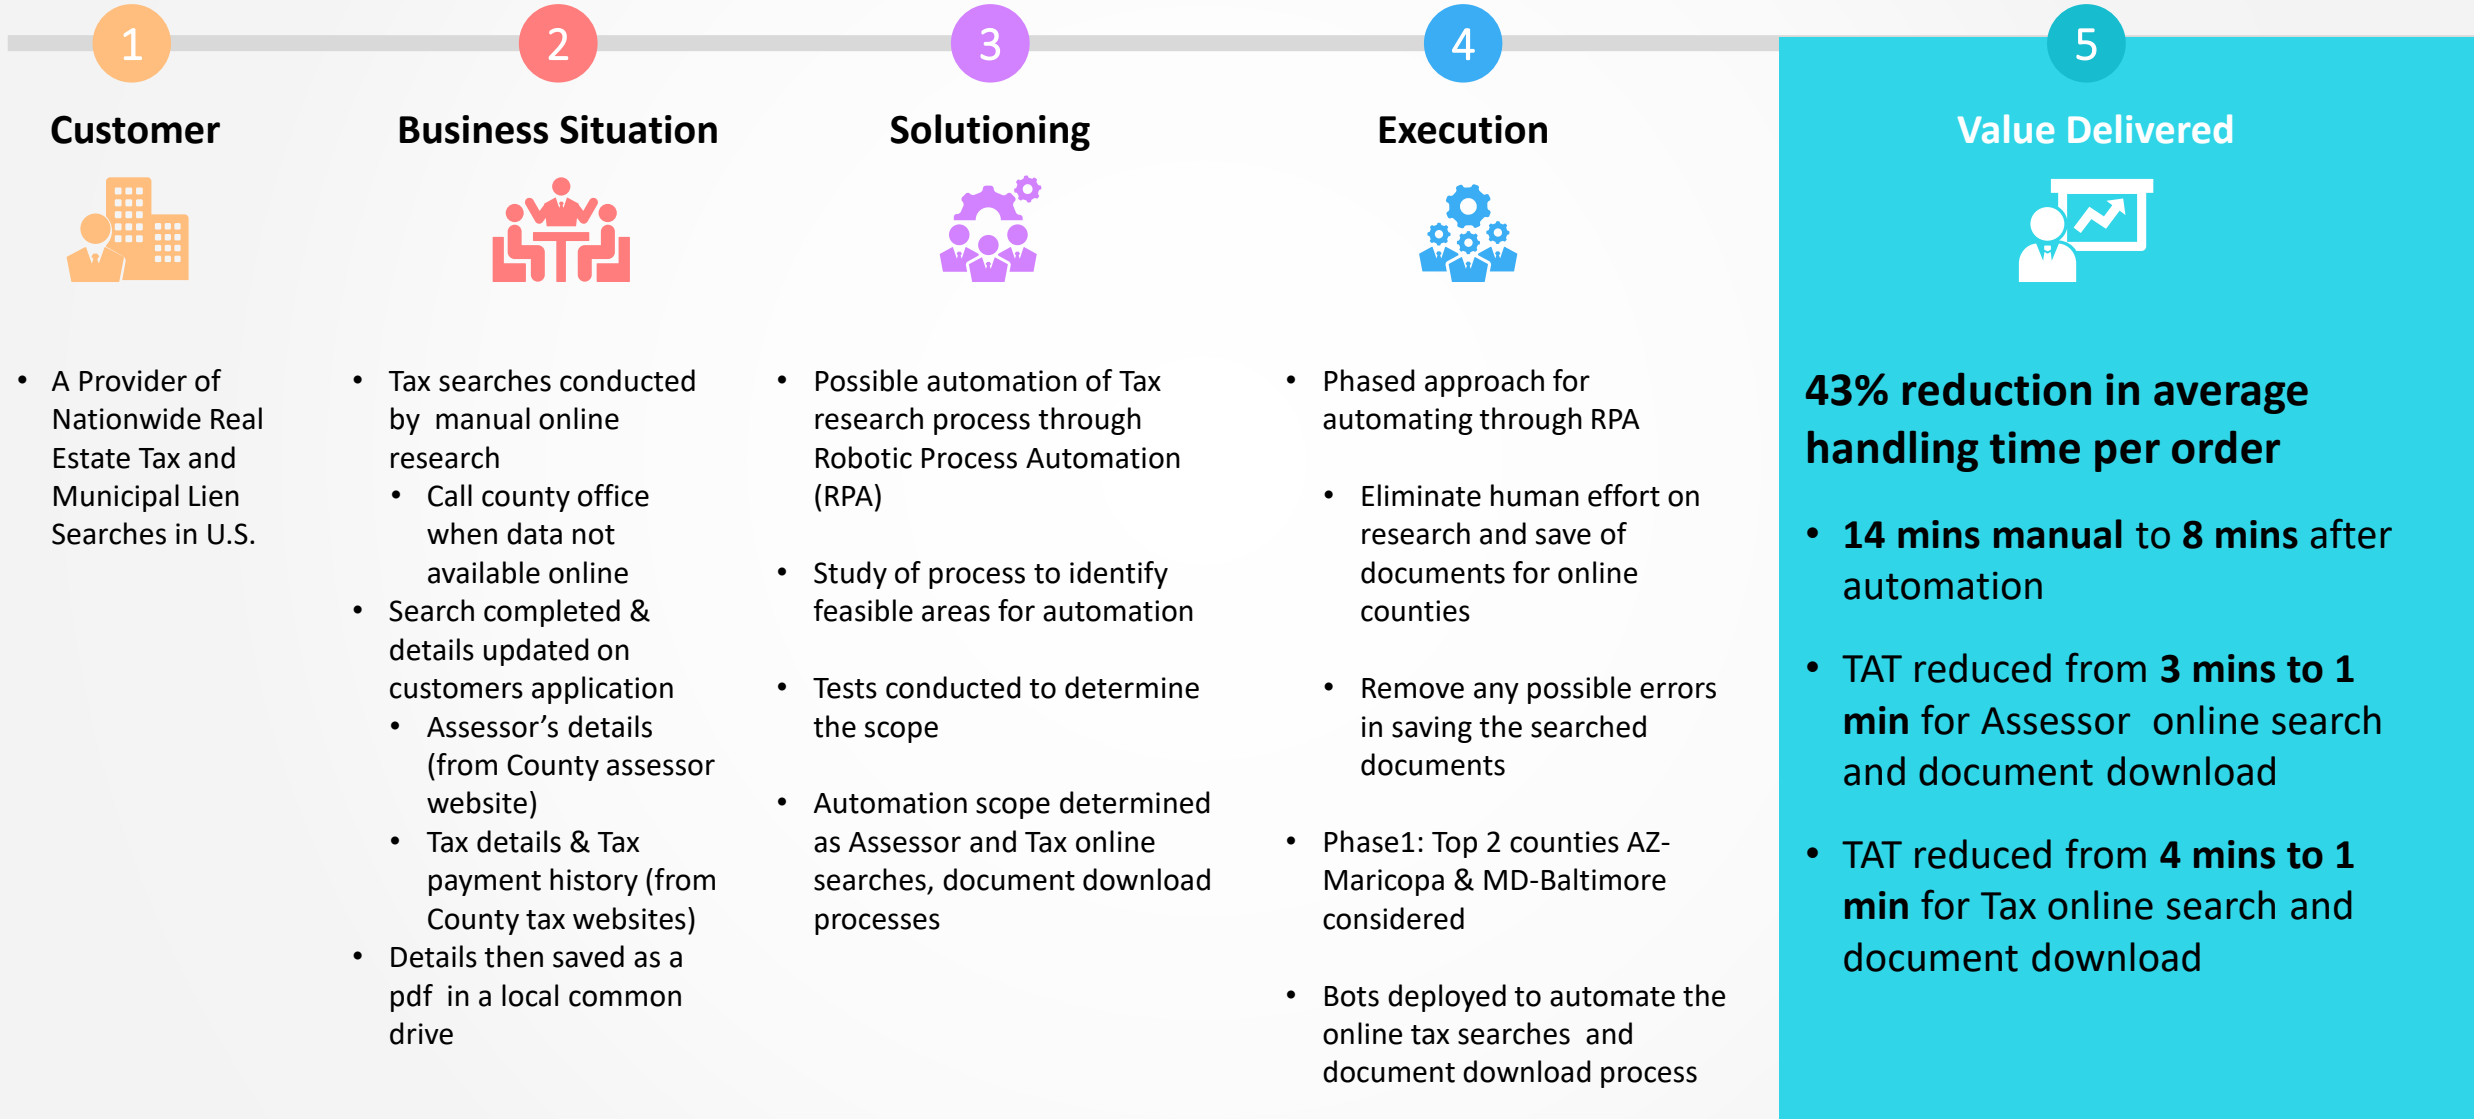 1
Customer
• A Provider of
Nationwide Real
Estate Tax and
Municipal Lien
Searches in U.S.
2
Business Situation
• Tax searches conducted
by  manual online
research
• Call county office
when data not
available online
• Search completed &
details updated on
customers application
• Assessor’s details
(from County assessor
website)
• Tax details & Tax
payment history (from
County tax websites)
• Details then saved as a
pdf  in a local common
drive
3
Solutioning
• Possible automation of Tax
research process through
Robotic Process Automation
(RPA)
• Study of process to identify
feasible areas for automation
• Tests conducted to determine
the scope
• Automation scope determined
as Assessor and Tax online
searches, document download
processes
4
Execution
• Phased approach for
automating through RPA
• Eliminate human effort on
research and save of
documents for online
counties
• Remove any possible errors
in saving the searched
documents
• Phase1: Top 2 counties AZ-
Maricopa & MD-Baltimore
considered
• Bots deployed to automate the
online tax searches  and
document download process
5
Value Delivered
43% reduction in average
handling time per order
• 14 mins manual to 8 mins after
automation
• TAT reduced from 3 mins to 1
min for Assessor  online search
and document download
• TAT reduced from 4 mins to 1
min for Tax online search and
document download